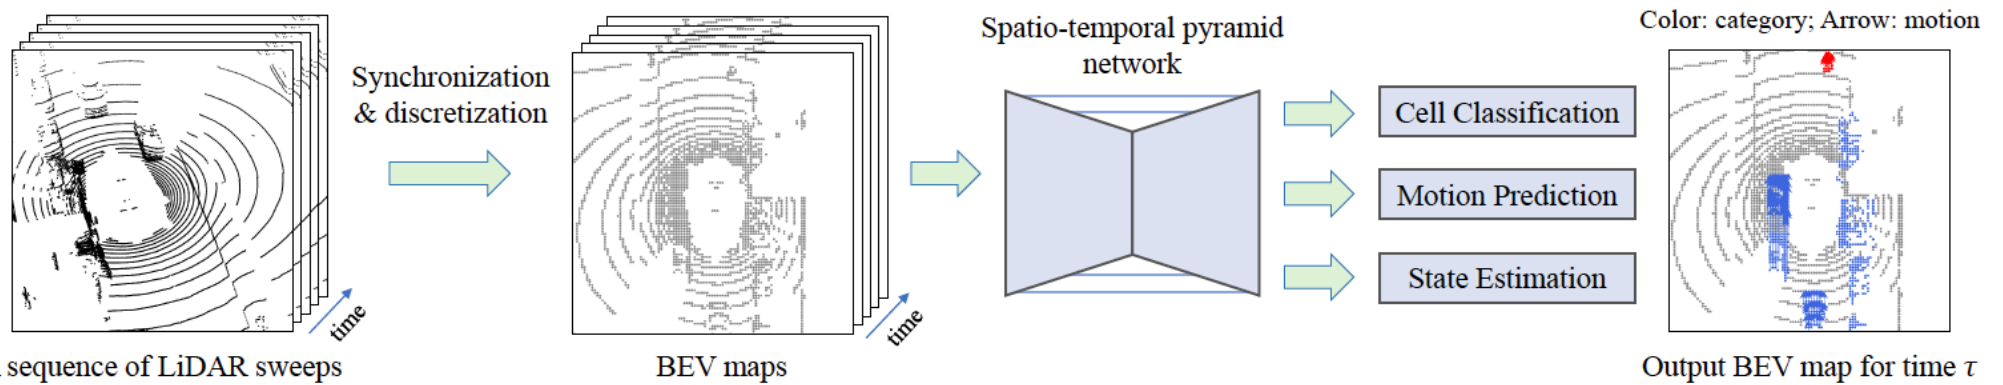 Synchronization
& discretization
Spatio-temporal pyramid
network
Color: category; Arrow: motion
Cell Classification
Motion Prediction
State Estimation
time
time
sequence of LiDAR sweeps
BEV maps
Output BEV map for time τ